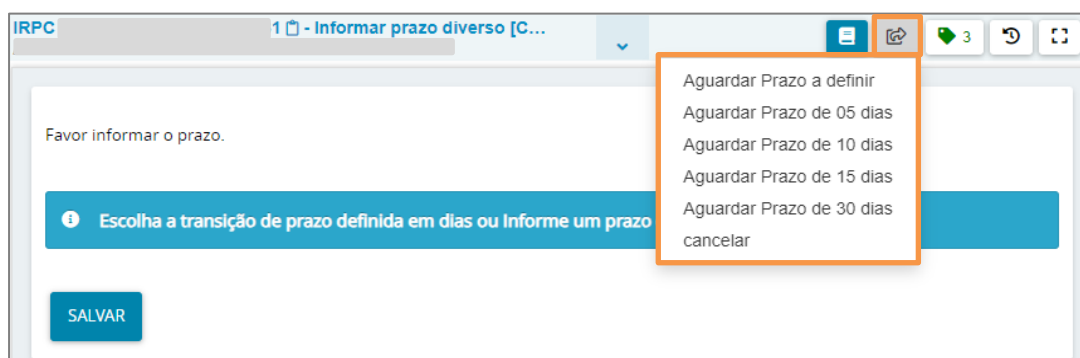 IRPC 1 - Informar prazo diverso [C...
3
Aguardar Prazo a definir
Aguardar Prazo de 05 dias
Aguardar Prazo de 10 dias
Aguardar Prazo de 15 dias
Aguardar Prazo de 30 dias
cancelar
Favor informar o prazo.
Escolha a transição de prazo definida em dias ou Informe um prazo
SALVAR